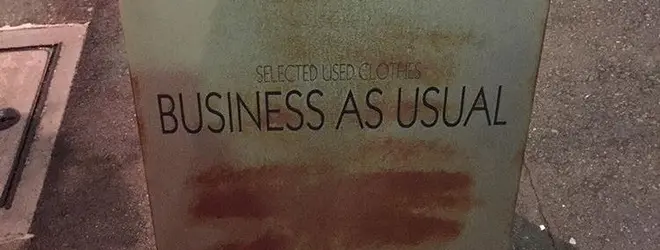 SELECTED USED CLOTHES
BUSINESS AS USUAL